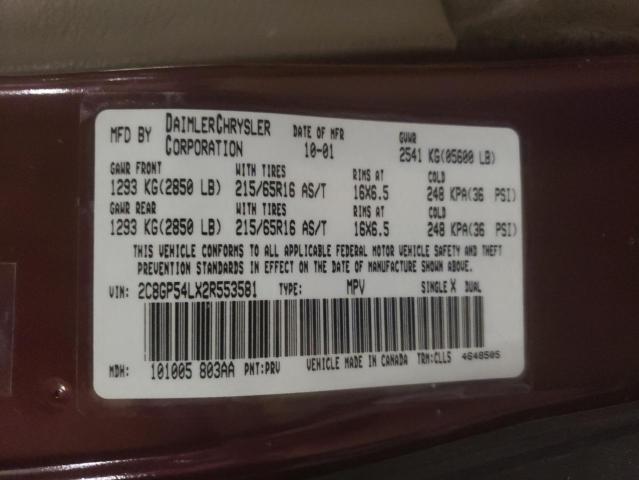 MFD BY DAIMLERCHRYSLER CORPORATION DATE OF MFR 10-01 GVWR 2541 KG(05600 LB)
GAWR FRONT WITH TIRES RIMS AT COLD
1293 KG(2850 LB) 215/65R16 AS/T 16X6.5 248 KPA(36 PSI)
GAWR REAR WITH TIRES RIMS AT COLD
1293 KG(2850 LB) 215/65R16 AS/T 16X6.5 248 KPA(36 PSI)
THIS VEHICLE CONFORMS TO ALL APPLICABLE FEDERAL MOTOR VEHICLE SAFETY AND THEFT
PREVENTION STANDARDS IN EFFECT ON THE DATE OF MANUFACTURE SHOWN ABOVE.
VIN: 2C8GP54LX2R553581 TYPE: MPV SINGLE X DUAL
MDH: 101005 803AA PNT:PRV VEHICLE MADE IN CANADA TRM:CLL5 4648505